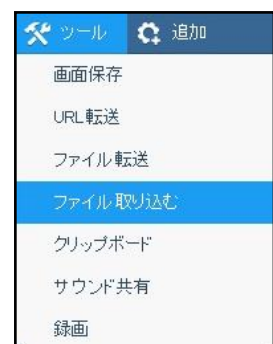 ツール 追加
画面保存
URL転送
ファイル転送
ファイル取り込む
クリップボード
サウンド共有
録画